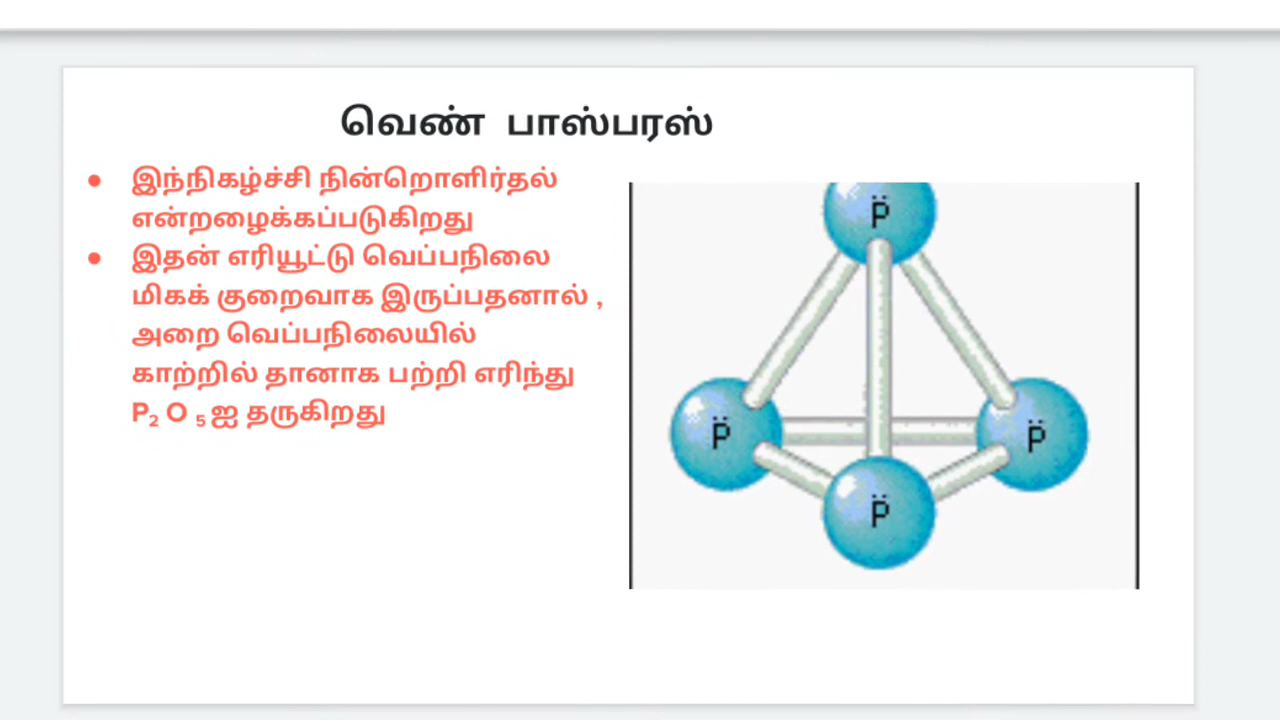 வெண் பாஸ்பரஸ்
● இந்நிகழ்ச்சி நின்றொளிர்தல்
என்றழைக்கப்படுகிறது
● இதன் எரியூட்டு வெப்பநிலை
மிகக் குறைவாக இருப்பதனால் ,
அறை வெப்பநிலையில்
காற்றில் தானாக பற்றி எரிந்து
P₂ O ₅ ஐ தருகிறது
P̈
P̈
P̈
P̈